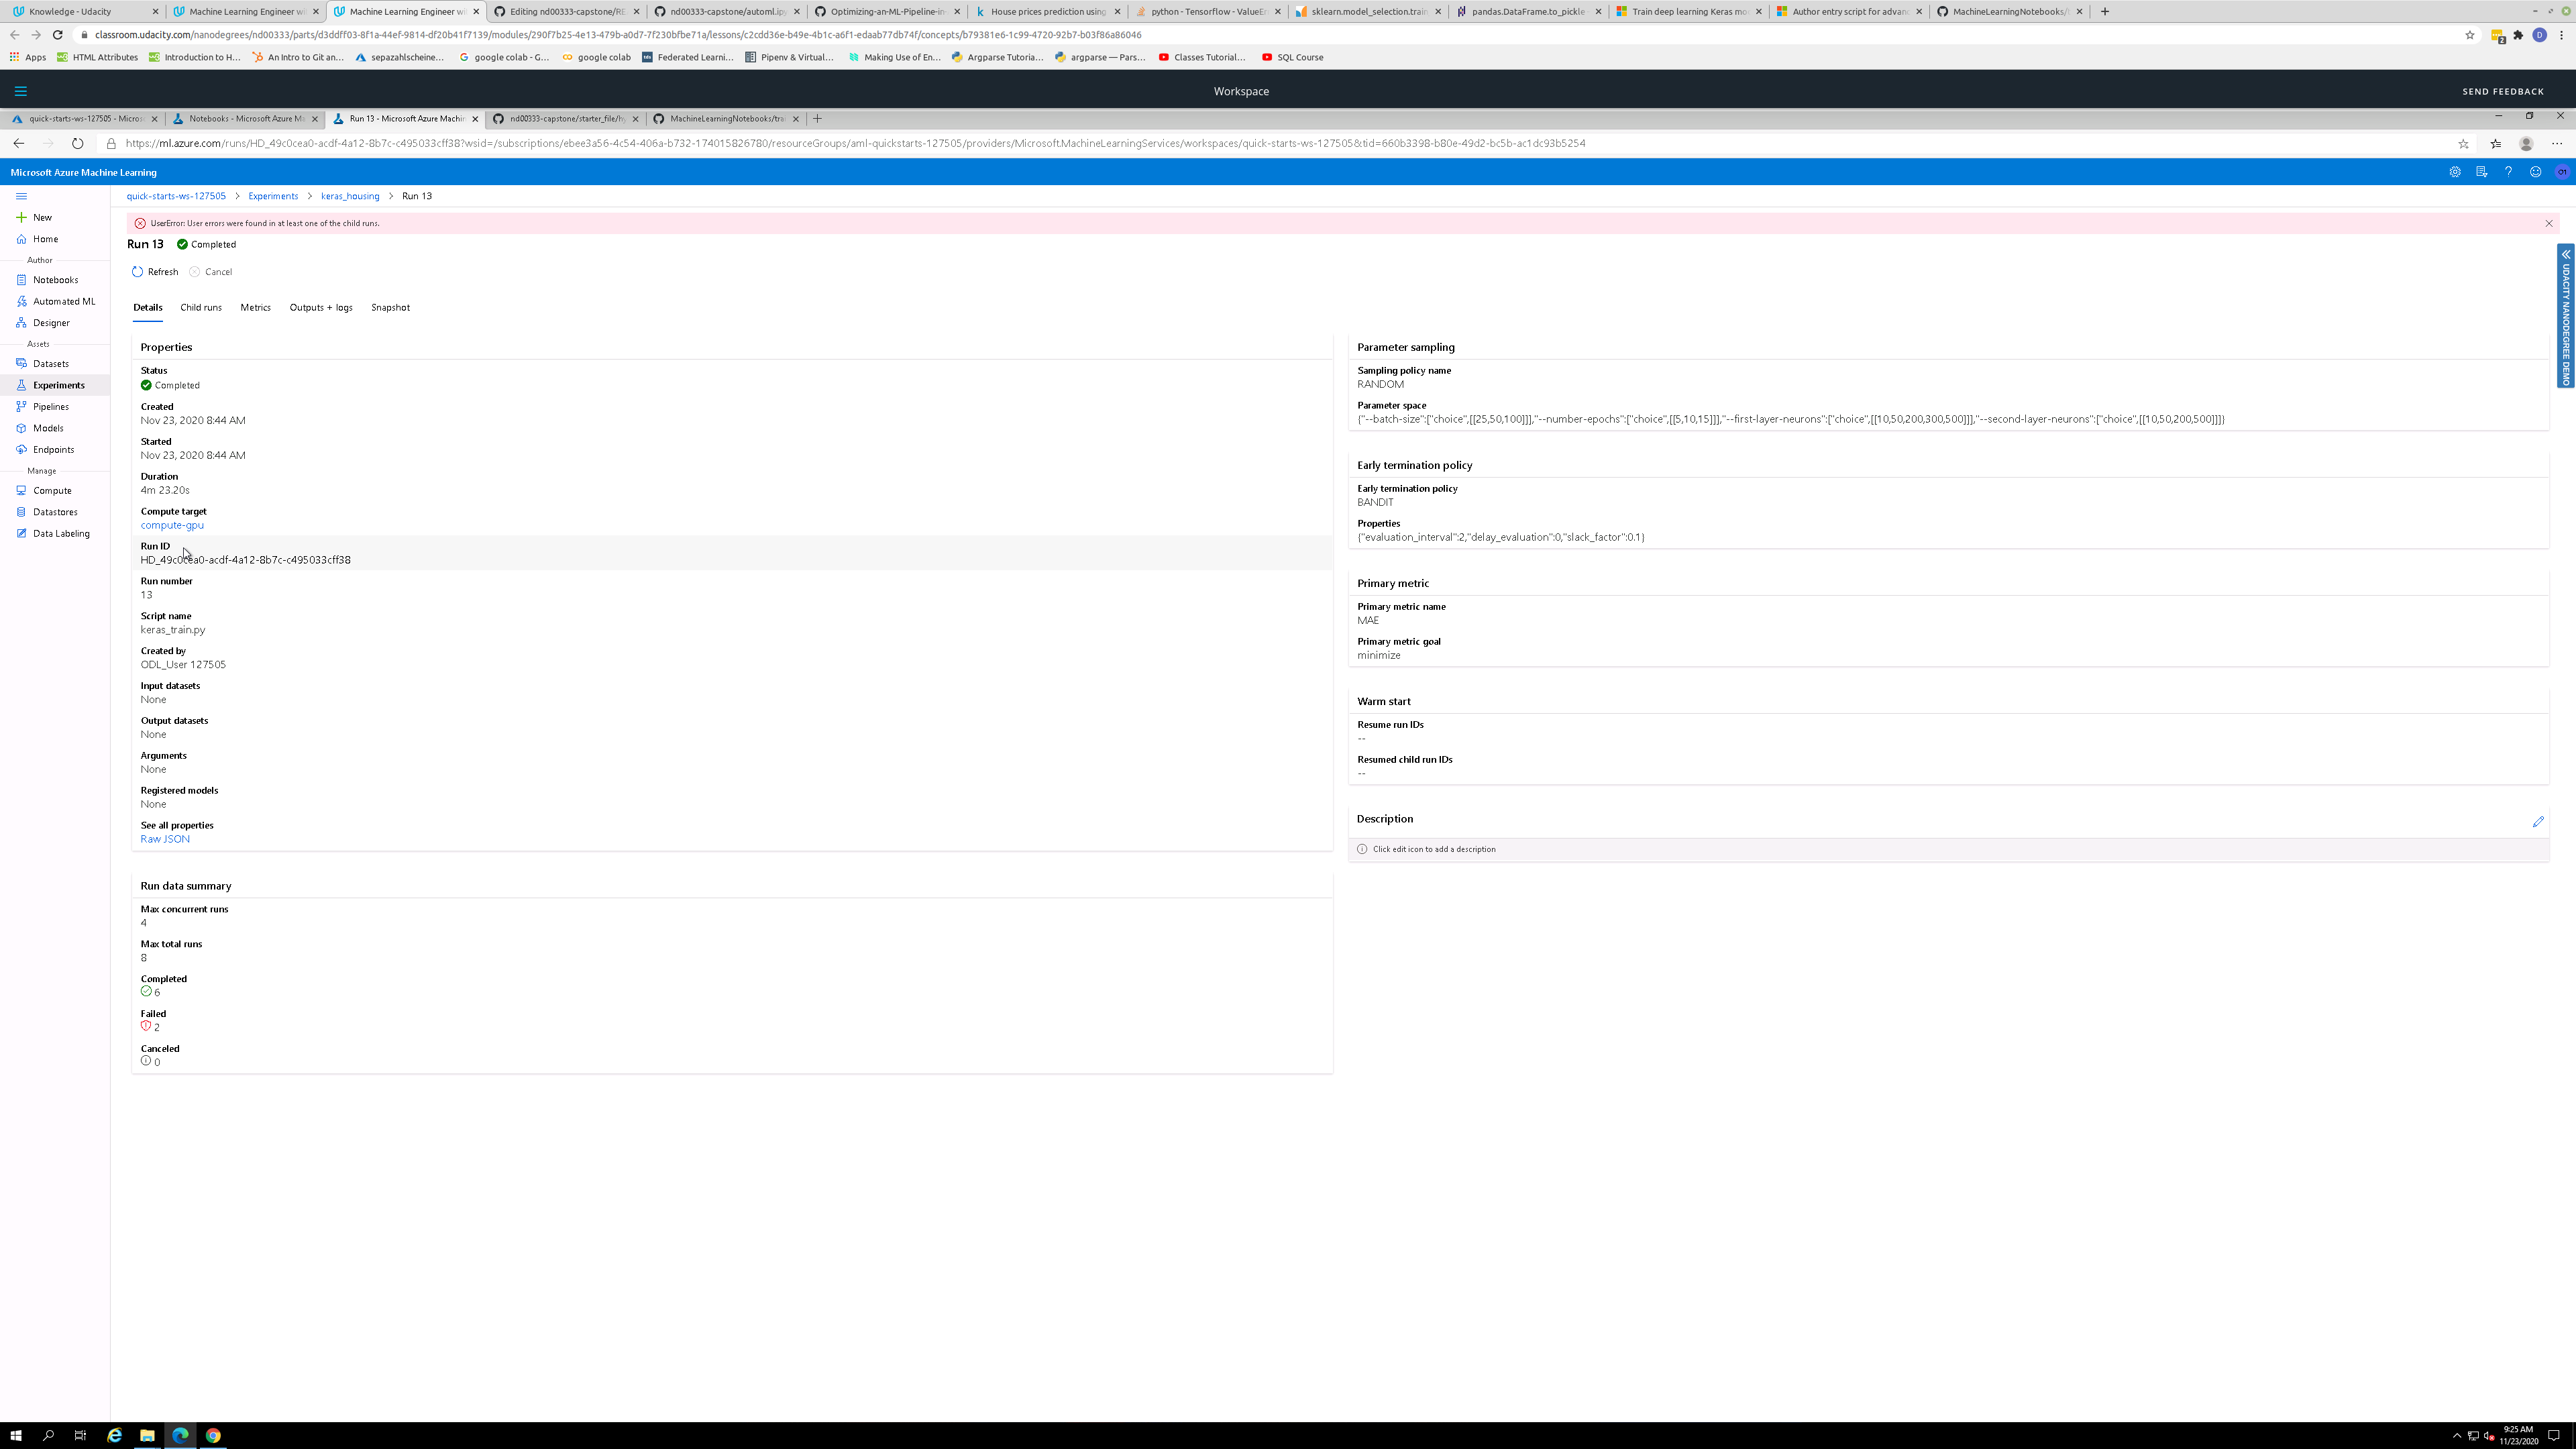 Knowledge - Udacity
Machine Learning Engineer wi
Machine Learning Engineer wi
Editing nd00333-capstone/RE
nd00333-capstone/automl.ipy
Optimizing-an-ML-Pipeline-in-
House prices prediction using
python - Tensorflow - ValueEr
sklearn.model_selection.train
pandas.DataFrame.to_pickle
Train deep learning Keras mo
Author entry script for advanc
MachineLearningNotebooks/t
classroom.udacity.com/nanodegrees/nd00333/parts/d3ddff03-8f1a-44ef-9814-df20b41f7139/modules/290f7b25-4e13-479b-a0d7-7f230bfbe71a/lessons/c2cdd36e-b49e-4b1c-a6f1-edaab77db74f/concepts/b79381e6-1c99-4720-92b7-b03f86a86046
Apps
HTML Attributes
Introduction to H...
An Intro to Git an...
sepazahlscheine...
google colab - G...
google colab
Federated Learni...
Pipenv & Virtual...
Making Use of En...
Argparse Tutoria...
argparse — Pars...
Classes Tutorial...
SQL Course
Workspace
SEND FEEDBACK
quick-starts-ws-127505 - Micros
Notebooks - Microsoft Azure Ma
Run 13 - Microsoft Azure Machin
nd00333-capstone/starter_file/hy
MachineLearningNotebooks/trai
https://ml.azure.com/runs/HD_49c0cea0-acdf-4a12-8b7c-c495033cff38?wsid=/subscriptions/ebee3a56-4c54-406a-b732-174015826780/resourceGroups/aml-quickstarts-127505/providers/Microsoft.MachineLearningServices/workspaces/quick-starts-ws-127505&tid=660b3398-b80e-49d2-bc5b-ac1dc93b5254
Microsoft Azure Machine Learning
quick-starts-ws-127505 > Experiments > keras_housing > Run 13
New
Home
Author
Notebooks
Automated ML
Designer
Assets
Datasets
Experiments
Pipelines
Models
Endpoints
Manage
Compute
Datastores
Data Labeling
UserError: User errors were found in at least one of the child runs.
Run 13
Completed
Refresh
Cancel
Details
Child runs
Metrics
Outputs + logs
Snapshot
Properties
Status
Completed
Created
Nov 23, 2020 8:44 AM
Started
Nov 23, 2020 8:44 AM
Duration
4m 23.20s
Compute target
compute-gpu
Run ID
HD_49c0cea0-acdf-4a12-8b7c-c495033cff38
Run number
13
Script name
keras_train.py
Created by
ODL_User 127505
Input datasets
None
Output datasets
None
Arguments
None
Registered models
None
See all properties
Raw JSON
Run data summary
Max concurrent runs
4
Max total runs
8
Completed
6
Failed
2
Canceled
0
Parameter sampling
Sampling policy name
RANDOM
Parameter space
{"--batch-size":["choice",[[25,50,100]]],"--number-epochs":["choice",[[5,10,15]]],"--first-layer-neurons":["choice",[[10,50,200,300,500]]],"--second-layer-neurons":["choice",[[10,50,200,500]]]}
Early termination policy
Early termination policy
BANDIT
Properties
{"evaluation_interval":2,"delay_evaluation":0,"slack_factor":0.1}
Primary metric
Primary metric name
MAE
Primary metric goal
minimize
Warm start
Resume run IDs
--
Resumed child run IDs
--
Description
Click edit icon to add a description
UDACITY NANODEGREE DEMO
9:25 AM
11/23/2020